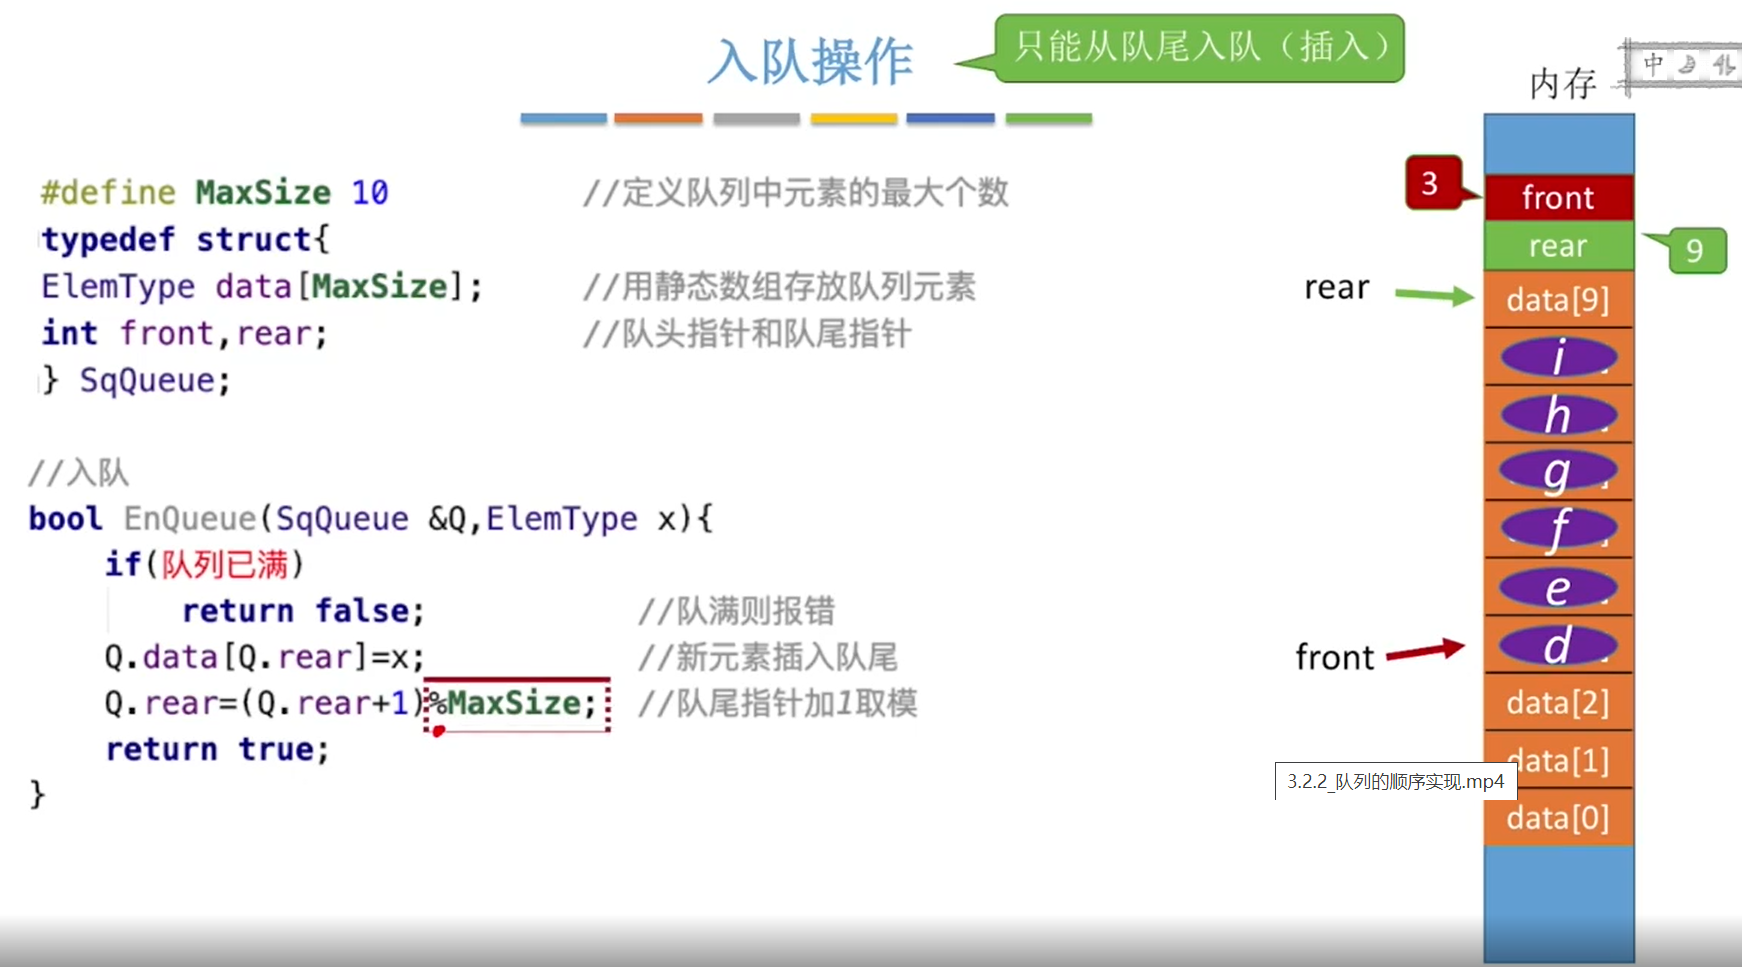 入队操作
只能从队尾入队（插入）
内存
中
#define MaxSize 10 //定义队列中元素的最大个数
typedef struct{
ElemType data[MaxSize]; //用静态数组存放队列元素
int front,rear; //队头指针和队尾指针
} SqQueue;
//入队
bool EnQueue(SqQueue &Q,ElemType x){
if(队列已满)
return false; //队满则报错
Q.data[Q.rear]=x; //新元素插入队尾
Q.rear=(Q.rear+1)%MaxSize; //队尾指针加1取模
return true;
}
3
front
rear
9
rear
data[9]
i
h
g
f
e
front
d
data[2]
data[1]
3.2.2_队列的顺序实现.mp4
data[0]